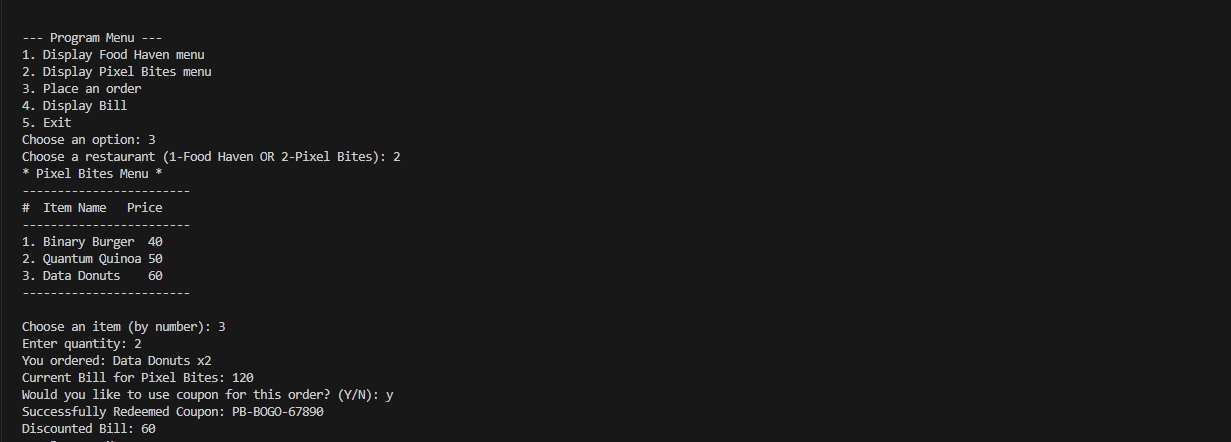 --- Program Menu ---
1. Display Food Haven menu
2. Display Pixel Bites menu
3. Place an order
4. Display Bill
5. Exit
Choose an option: 3
Choose a restaurant (1-Food Haven OR 2-Pixel Bites): 2
* Pixel Bites Menu *
------------------------
#  Item Name   Price
------------------------
1. Binary Burger  40
2. Quantum Quinoa 50
3. Data Donuts    60
------------------------
Choose an item (by number): 3
Enter quantity: 2
You ordered: Data Donuts x2
Current Bill for Pixel Bites: 120
Would you like to use coupon for this order? (Y/N): y
Successfully Redeemed Coupon: PB-BOGO-67890
Discounted Bill: 60